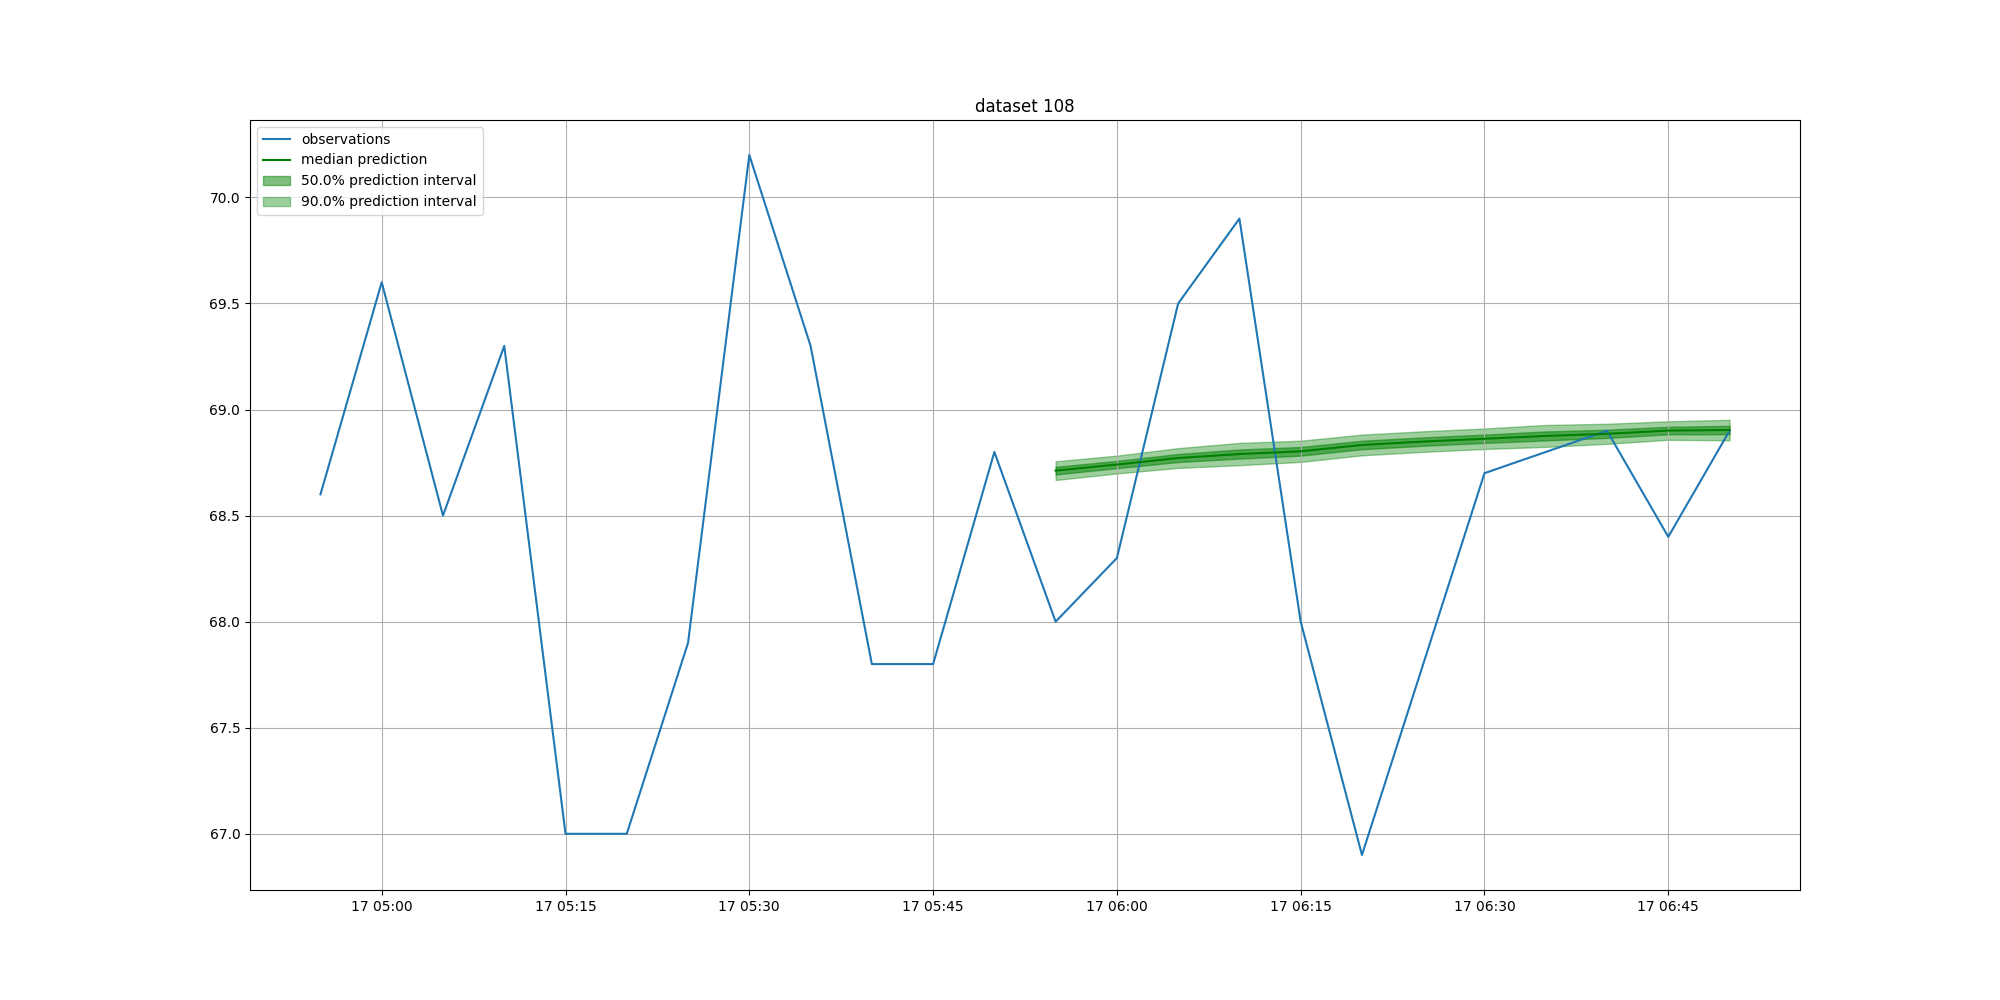 dataset 108
observations
median prediction
50.0% prediction interval
90.0% prediction interval
70.0
69.5
69.0
68.5
68.0
67.5
67.0
17 05:00 17 05:15 17 05:30 17 05:45 17 06:00 17 06:15 17 06:30 17 06:45